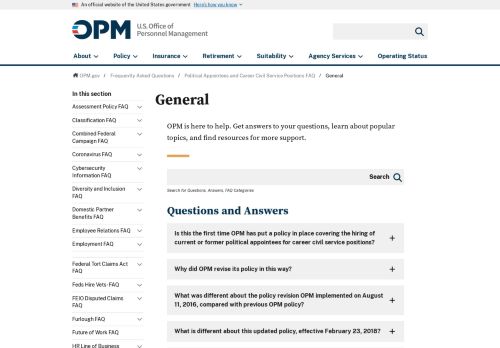 An official website of the United States government Here's how you know
OPM U.S. Office of
Personnel Management
About Policy Insurance Retirement Suitability Agency Services Operating Status
OPM.gov / Frequently Asked Questions / Political Appointees and Career Civil Service Positions FAQ / General
In this section
Assessment Policy FAQ
Classification FAQ
Combined Federal
Campaign FAQ
Coronavirus FAQ
Cybersecurity
Information FAQ
Diversity and Inclusion
FAQ
Domestic Partner
Benefits FAQ
Employee Relations FAQ
Employment FAQ
Federal Tort Claims Act
FAQ
Feds Hire Vets- FAQ
FEIO Disputed Claims
FAQ
Furlough FAQ
Future of Work FAQ
HR Line of Business
General
OPM is here to help. Get answers to your questions, learn about popular
topics, and find resources for more support.
Search
Search for Questions, Answers, FAQ Categories
Questions and Answers
Is this the first time OPM has put a policy in place covering the hiring of
current or former political appointees for career civil service positions?
Why did OPM revise its policy in this way?
What was different about the policy revision OPM implemented on August
11, 2016, compared with previous OPM policy?
What is different about this updated policy, effective February 23, 2018?